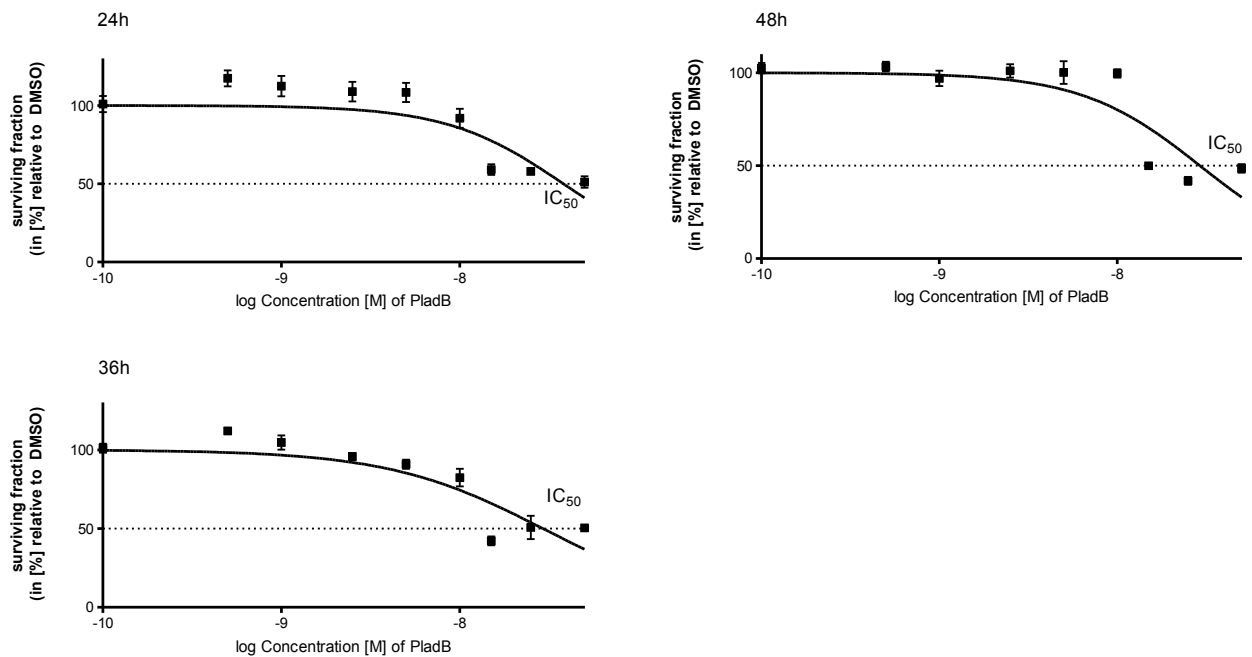 24h
surviving fraction
(in [%] relative to DMSO)
100
50
0
IC50
-10
-9
-8
log Concentration [M] of PladB
48h
surviving fraction
(in [%] relative to DMSO)
100
50
0
IC50
-10
-9
-8
log Concentration [M] of PladB
36h
surviving fraction
(in [%] relative to DMSO)
100
50
0
IC50
-10
-9
-8
log Concentration [M] of PladB